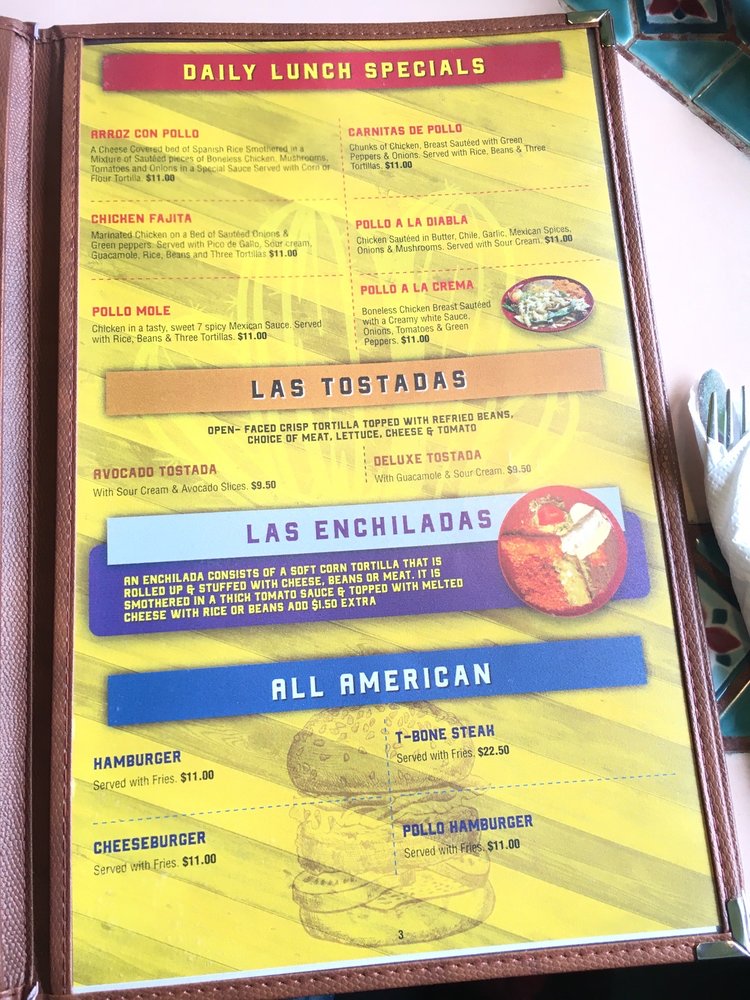 DAILY LUNCH SPECIALS
ARROZ CON POLLO
A Cheese Covered bed of Spanish Rice Smothered in a
Mixture of Sautéed pieces of Boneless Chicken, Mushrooms,
Tomatoes and Onions in a Special Sauce Served with Corn or
Flour Tortilla. $11.00
CARNITAS DE POLLO
Chunks of Chicken, Breast Sautéed with Green
Peppers & Onions. Served with Rice, Beans & Three
Tortillas. $11.00
CHICKEN FAJITA
Marinated Chicken on a Bed of Sautéed Onions &
Green peppers. Served with Pico de Gallo, Sour cream,
Guacamole, Rice, Beans and Three Tortillas $11.00
POLLO A LA DIABLA
Chicken Sautéed in Butter, Chile, Garlic, Mexican Spices,
Onions & Mushrooms. Served with Sour Cream. $11.00
POLLO MOLE
Chicken in a tasty, sweet 7 spicy Mexican Sauce. Served
with Rice, Beans & Three Tortillas. $11.00
POLLO A LA CREMA
Boneless Chicken Breast Sautéed
with a Creamy white Sauce,
Onions, Tomatoes & Green
Peppers. $11.00
LAS TOSTADAS
OPEN- FACED CRISP TORTILLA TOPPED WITH REFRIED BEANS,
CHOICE OF MEAT, LETTUCE, CHEESE & TOMATO
AVOCADO TOSTADA
With Sour Cream & Avocado Slices. $9.50
DELUXE TOSTADA
With Guacamole & Sour Cream. $9.50
LAS ENCHILADAS
AN ENCHILADA CONSISTS OF A SOFT CORN TORTILLA THAT IS
ROLLED UP & STUFFED WITH CHEESE, BEANS OR MEAT. IT IS
SMOTHERED IN A THICK TOMATO SAUCE & TOPPED WITH MELTED
CHEESE WITH RICE OR BEANS ADD $1.50 EXTRA
ALL AMERICAN
HAMBURGER
Served with Fries. $11.00
T-BONE STEAK
Served with Fries. $22.50
CHEESEBURGER
Served with Fries. $11.00
POLLO HAMBURGER
Served with Fries. $11.00
3